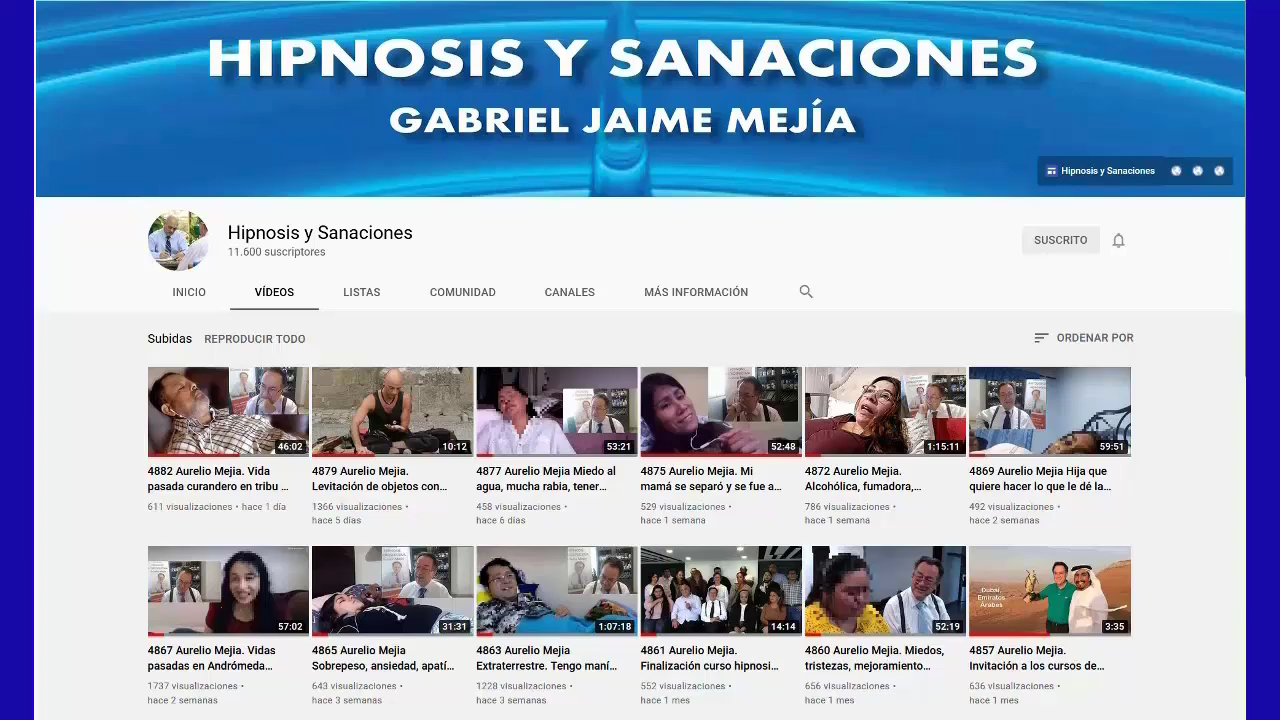 HIPNOSIS Y SANACIONES
GABRIEL JAIME MEJÍA
Hipnosis y Sanaciones
Hipnosis y Sanaciones
11.600 suscriptores
SUSCRITO
INICIO VÍDEOS LISTAS COMUNIDAD CANALES MÁS INFORMACIÓN
Subidas REPRODUCIR TODO
ORDENAR POR
46:02
4882 Aurelio Mejia. Vida
pasada curandero en tribu ...
611 visualizaciones • hace 1 día
10:12
4879 Aurelio Mejia.
Levitación de objetos con...
1366 visualizaciones •
hace 5 días
53:21
4877 Aurelio Mejia Miedo al
agua, mucha rabia, tener...
458 visualizaciones •
hace 6 días
52:48
4875 Aurelio Mejia. Mi
mamá se separó y se fue a...
529 visualizaciones •
hace 1 semana
1:15:11
4872 Aurelio Mejia.
Alcohólica, fumadora,...
786 visualizaciones •
hace 1 semana
59:51
4869 Aurelio Mejia Hija que
quiere hacer lo que le dé la...
492 visualizaciones •
hace 2 semanas
57:02
4867 Aurelio Mejia. Vidas
pasadas en Andrómeda...
1737 visualizaciones •
hace 2 semanas
31:31
4865 Aurelio Mejia
Sobrepeso, ansiedad, apatí...
643 visualizaciones •
hace 3 semanas
1:07:18
4863 Aurelio Mejia
Extraterrestre. Tengo maní...
1228 visualizaciones •
hace 3 semanas
14:14
4861 Aurelio Mejia.
Finalización curso hipnosi...
552 visualizaciones •
hace 1 mes
52:19
4860 Aurelio Mejia. Miedos,
tristezas, mejoramiento...
656 visualizaciones •
hace 1 mes
Dubai,
Emiratos
Arabes
3:35
4857 Aurelio Mejia.
Invitación a los cursos de...
636 visualizaciones •
hace 1 mes